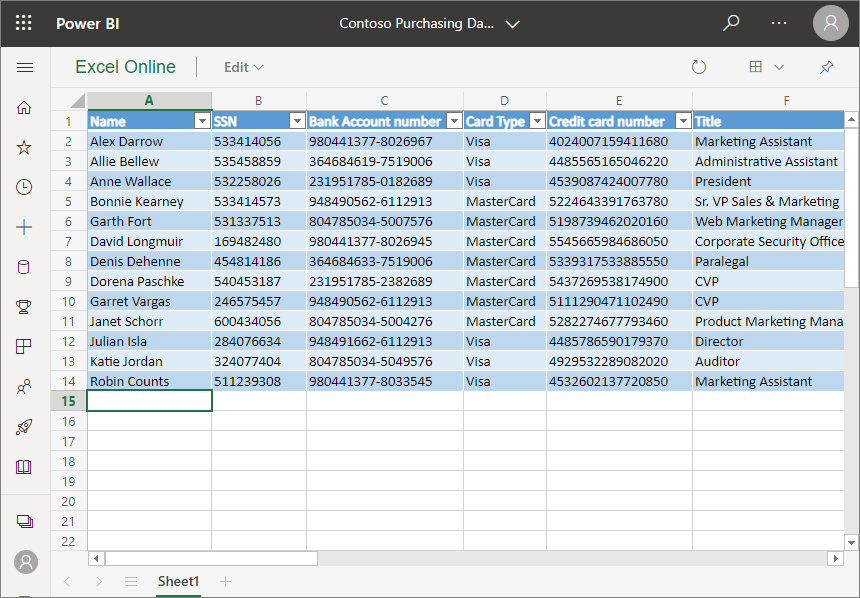 Power BI
Contoso Purchasing Da...
Excel Online
Edit
A B C D E F
1 Name SSN Bank Account number Card Type Credit card number Title
2 Alex Darrow 533414056 980441377-8026967 Visa 4024007159411680 Marketing Assistant
3 Allie Bellew 535458859 364684619-7519006 Visa 4485565165046220 Administrative Assistant
4 Anne Wallace 532258026 231951785-0182689 Visa 4539087424007780 President
5 Bonnie Kearney 533414573 948490562-6112913 MasterCard 5224643391763780 Sr. VP Sales & Marketing
6 Garth Fort 531337513 804785034-5007576 MasterCard 5198739462020160 Web Marketing Manager
7 David Longmuir 169482480 980441377-8026945 MasterCard 5545665984686050 Corporate Security Office
8 Denis Dehenne 454814186 364684633-7519006 MasterCard 5339317533885550 Paralegal
9 Dorena Paschke 540453187 231951785-2382689 MasterCard 5437269538174900 CVP
10 Garret Vargas 246575457 948490562-6112913 MasterCard 5111290471102490 CVP
11 Janet Schorr 600434056 804785034-5004276 MasterCard 5282274677793460 Product Marketing Mana
12 Julian Isla 284076634 948491662-6112913 Visa 4485786590179370 Director
13 Katie Jordan 324077404 804785034-5049576 Visa 4929532289082020 Auditor
14 Robin Counts 511239308 980441377-8033545 Visa 4532602137720850 Marketing Assistant
15
16
17
18
19
20
21
22
Sheet1